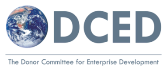 DCED
The Donor Committee for Enterprise Development